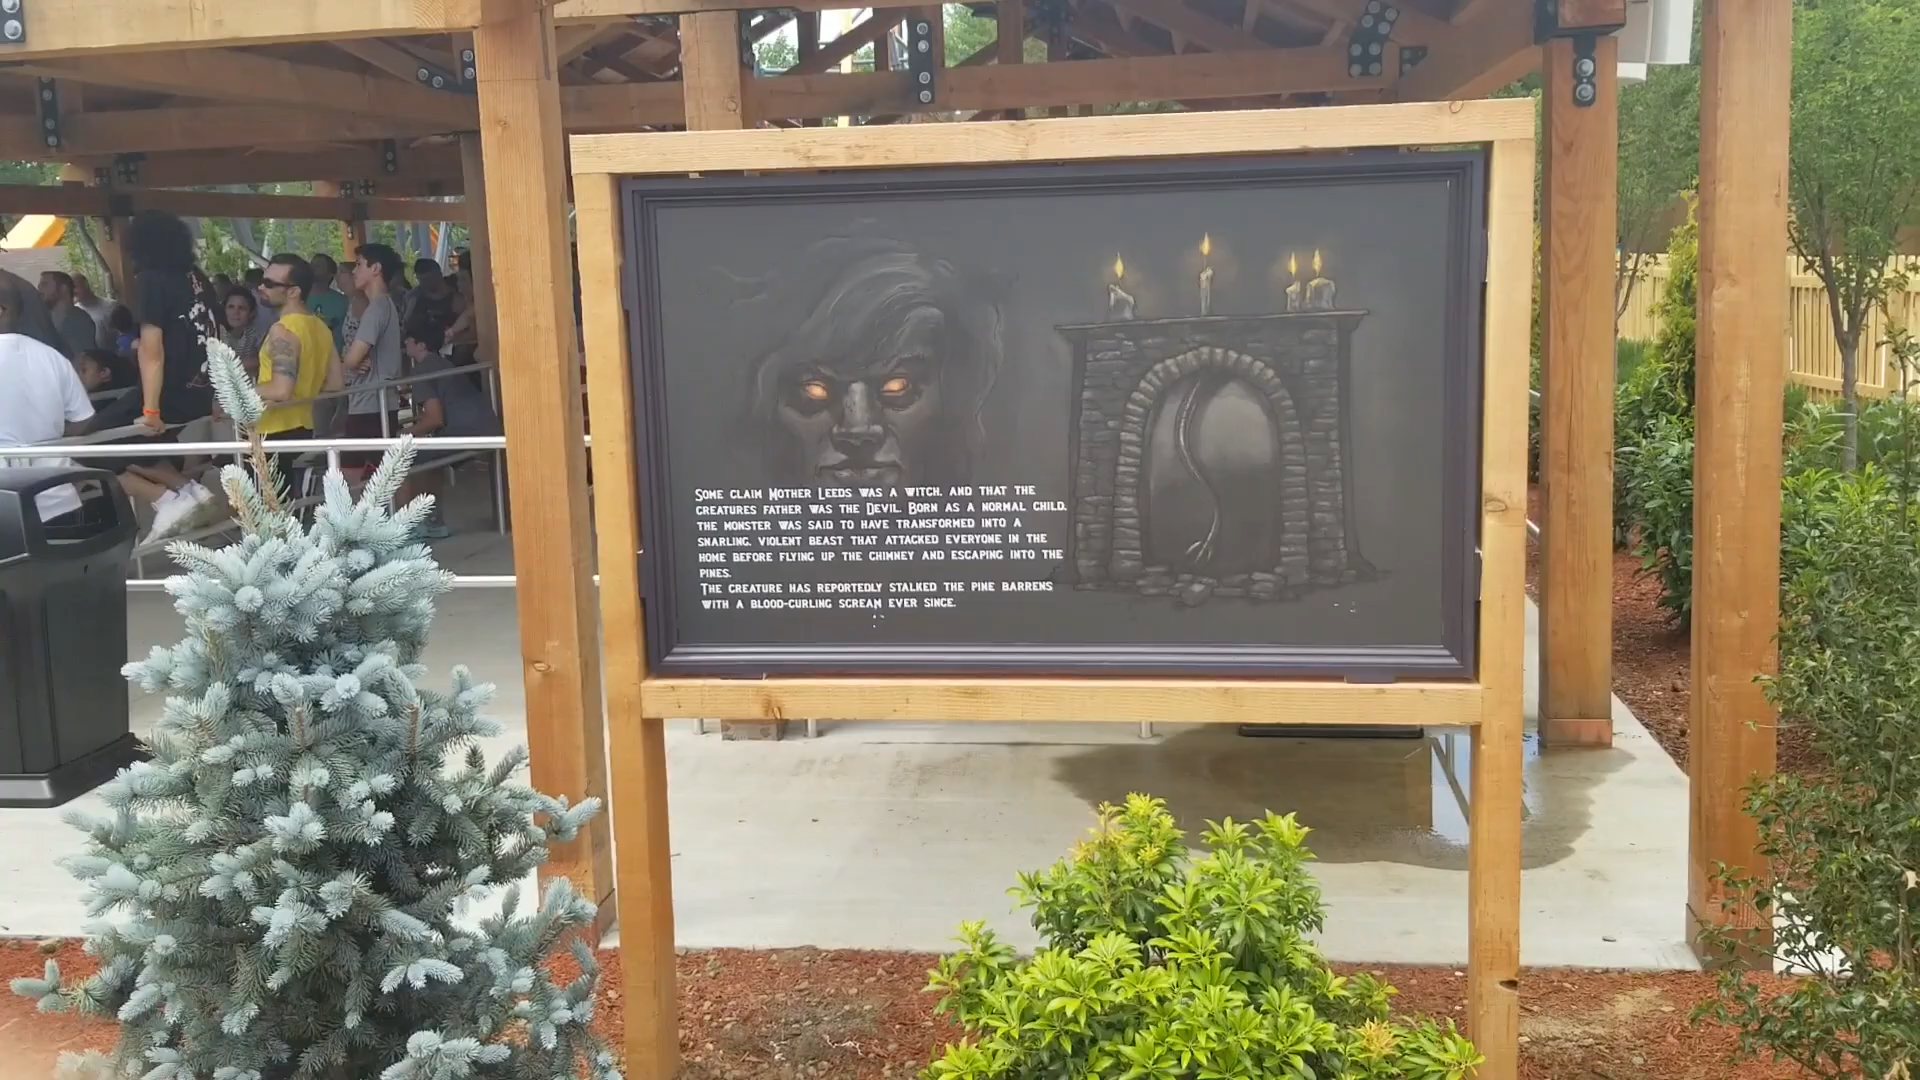 Some claim Mother Leeds was a witch, and that the
creatures father was the Devil. Born as a normal child,
the monster was said to have transformed into a
snarling, violent beast that attacked everyone in the
home before flying up the chimney and escaping into the
pines.
The creature has reportedly stalked the Pine Barrens
with a blood-curling scream ever since.